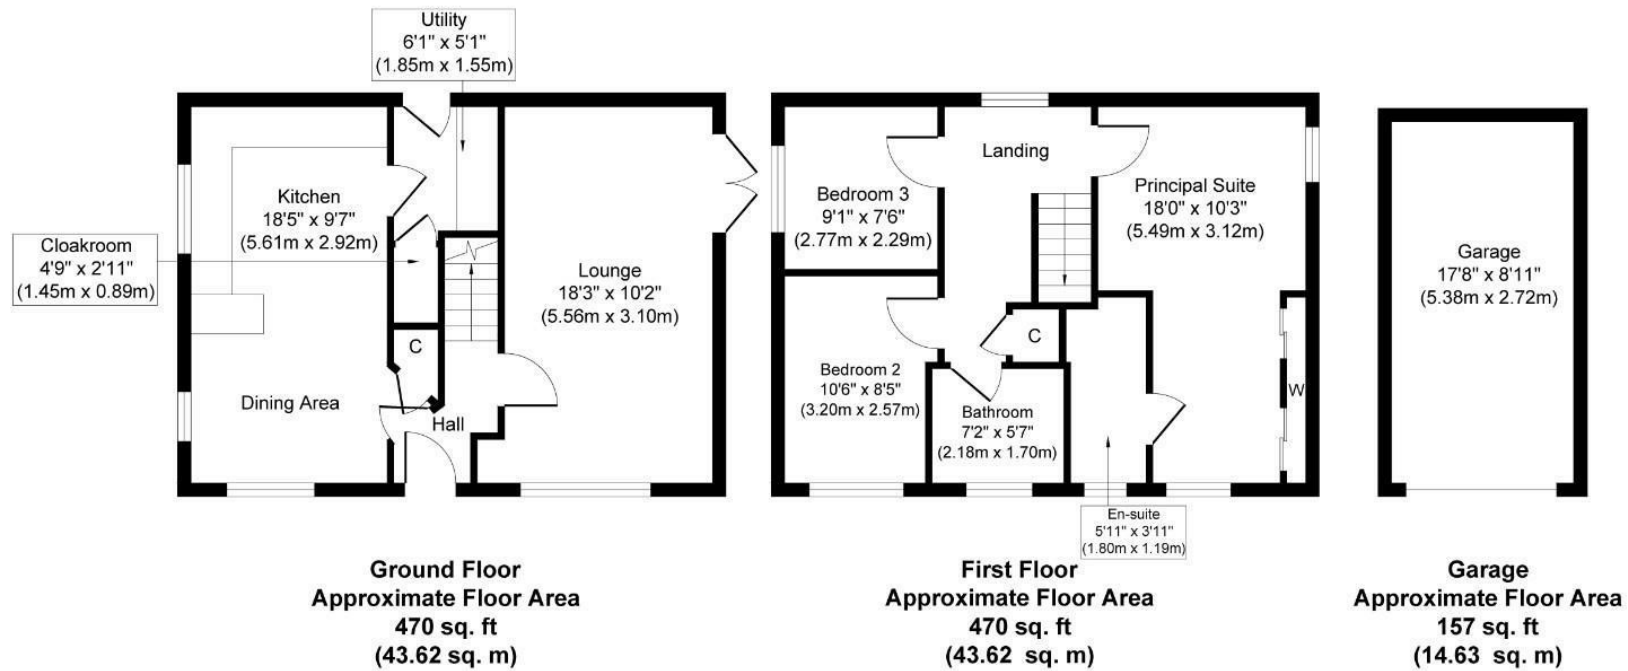 Utility
6'1" x 5'1"
(1.85m x 1.55m)
Kitchen
18'5" x 9'7"
(5.61m x 2.92m)
Cloakroom
4'9" x 2'11"
(1.45m x 0.89m)
Lounge
18'3" x 10'2"
(5.56m x 3.10m)
C
Dining Area
Hall
Ground Floor
Approximate Floor Area
470 sq. ft
(43.62 sq. m)
Landing
Bedroom 3
9'1" x 7'6"
(2.77m x 2.29m)
Principal Suite
18'0" x 10'3"
(5.49m x 3.12m)
C
Bedroom 2
10'6" x 8'5"
(3.20m x 2.57m)
W
Bathroom
7'2" x 5'7"
(2.18m x 1.70m)
En-suite
5'11" x 3'11"
(1.80m x 1.19m)
First Floor
Approximate Floor Area
470 sq. ft
(43.62 sq. m)
Garage
17'8" x 8'11"
(5.38m x 2.72m)
Garage
Approximate Floor Area
157 sq. ft
(14.63 sq. m)